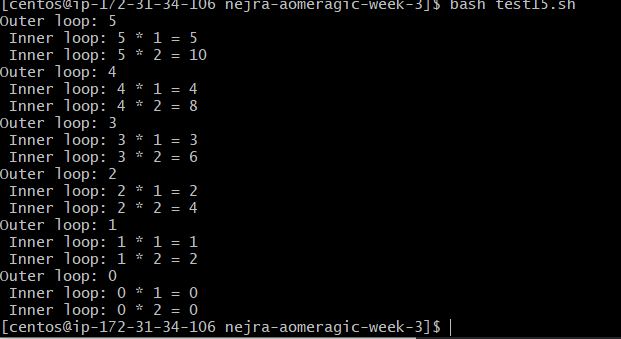 [centos@ip-172-31-34-106 nejra-aomeragic-week-3]$ bash test15.sh
Outer loop: 5
 Inner loop: 5 * 1 = 5
 Inner loop: 5 * 2 = 10
Outer loop: 4
 Inner loop: 4 * 1 = 4
 Inner loop: 4 * 2 = 8
Outer loop: 3
 Inner loop: 3 * 1 = 3
 Inner loop: 3 * 2 = 6
Outer loop: 2
 Inner loop: 2 * 1 = 2
 Inner loop: 2 * 2 = 4
Outer loop: 1
 Inner loop: 1 * 1 = 1
 Inner loop: 1 * 2 = 2
Outer loop: 0
 Inner loop: 0 * 1 = 0
 Inner loop: 0 * 2 = 0
[centos@ip-172-31-34-106 nejra-aomeragic-week-3]$